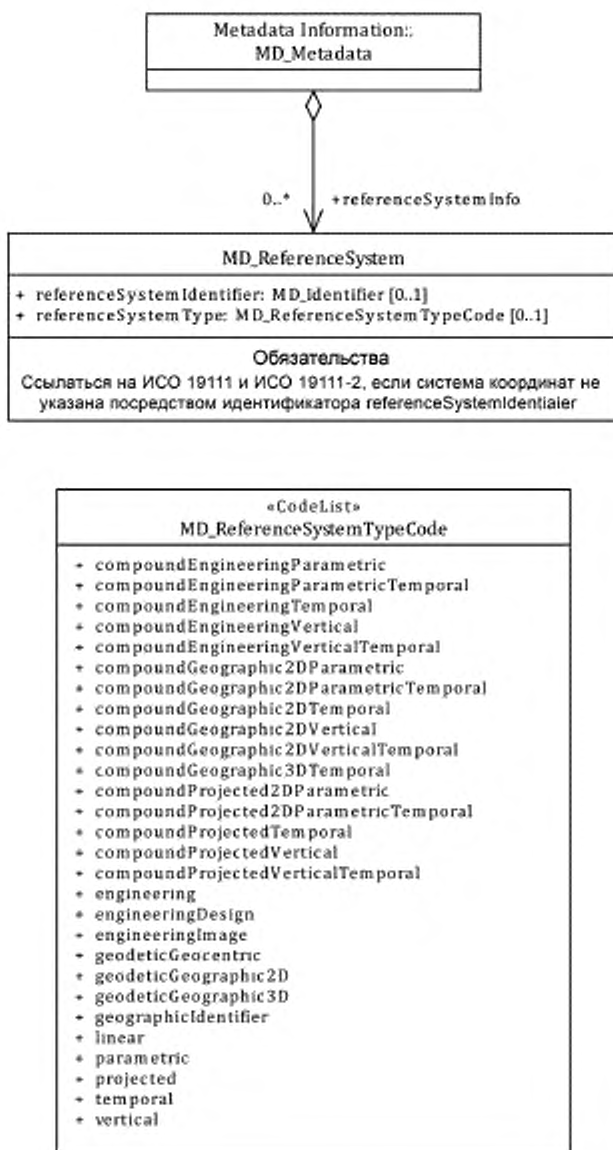 Metadata Information::
MD_Metadata
0..* +referenceSystemInfo
MD_ReferenceSystem
+ referenceSystemIdentifier: MD_Identifier [0..1]
+ referenceSystemType: MD_ReferenceSystemTypeCode [0..1]
Обязательства
Ссылаться на ИСО 19111 и ИСО 19111-2, если система координат не
указана посредством идентификатора referenceSystemIdentiaier
«CodeList»
MD_ReferenceSystemTypeCode
+ compoundEngineeringParametric
+ compoundEngineeringParametricTemporal
+ compoundEngineeringTemporal
+ compoundEngineeringVertical
+ compoundEngineeringVerticalTemporal
+ compoundGeographic2DParametric
+ compoundGeographic2DParametricTemporal
+ compoundGeographic2DTemporal
+ compoundGeographic2DVertical
+ compoundGeographic2DVerticalTemporal
+ compoundGeographic3DTemporal
+ compoundProjected2DParametric
+ compoundProjected2DParametricTemporal
+ compoundProjectedTemporal
+ compoundProjectedVertical
+ compoundProjectedVerticalTemporal
+ engineering
+ engineeringDesign
+ engineeringImage
+ geodeticGeocentric
+ geodeticGeographic2D
+ geodeticGeographic3D
+ geographicIdentifier
+ linear
+ parametric
+ projected
+ temporal
+ vertical